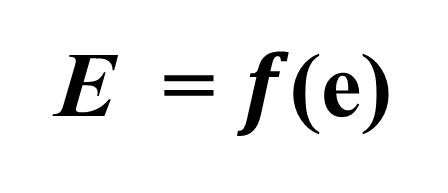 E = f(e)